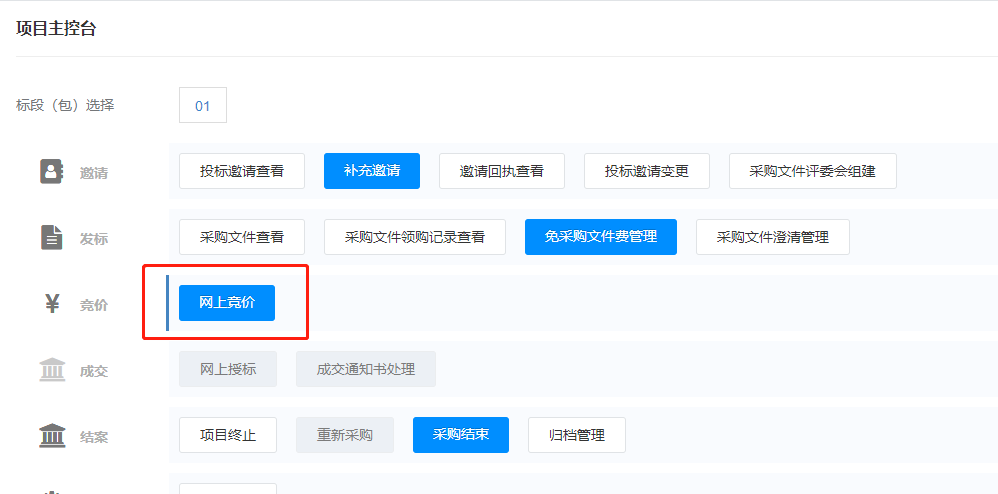 项目主控台
标段（包）选择 01
邀请 投标邀请查看 补充邀请 邀请回执查看 投标邀请变更 采购文件评委会组建
发标 采购文件查看 采购文件领购记录查看 免采购文件费管理 采购文件澄清管理
¥ 竞价 网上竞价
成交 网上授标 成交通知书处理
结案 项目终止 重新采购 采购结束 归档管理